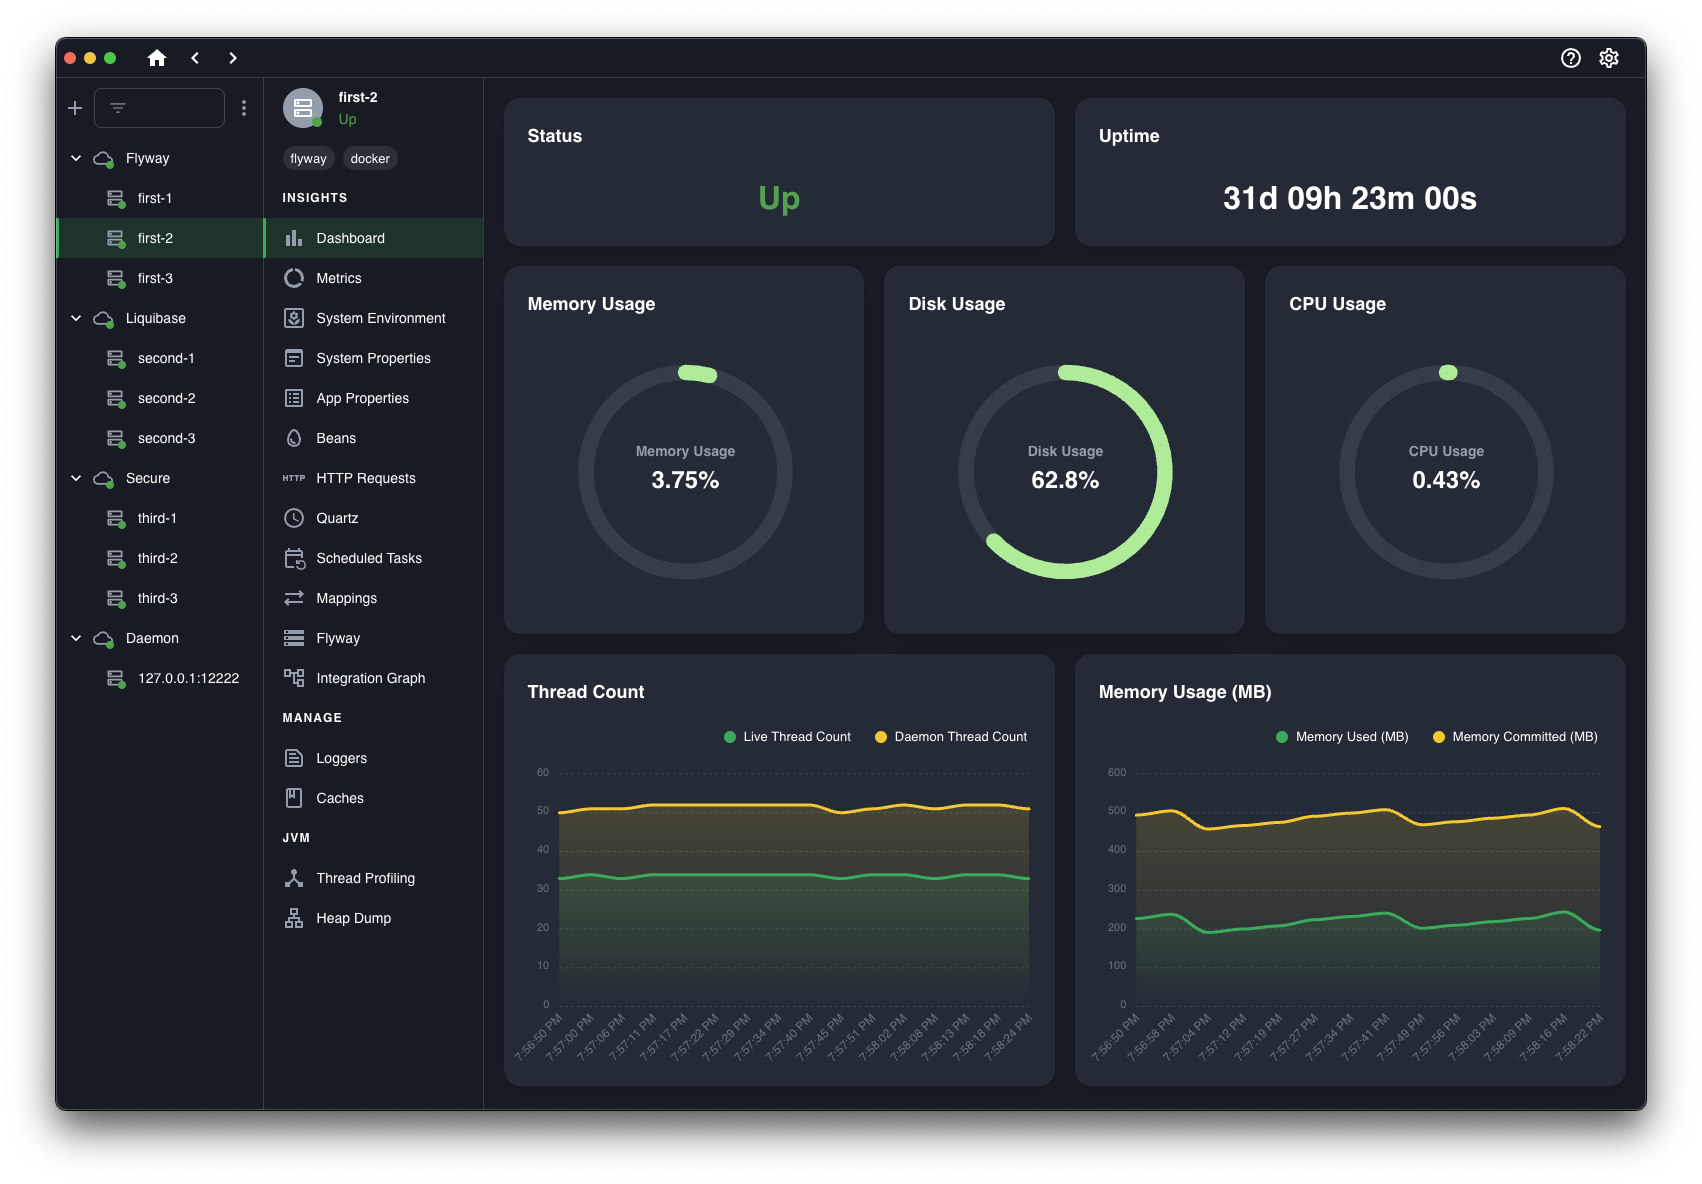 Flyway
first-1
first-2
first-3
Liquibase
second-1
second-2
second-3
Secure
third-1
third-2
third-3
Daemon
127.0.0.1:12222
first-2
Up
flyway docker
INSIGHTS
Dashboard
Metrics
System Environment
System Properties
App Properties
Beans
HTTP HTTP Requests
Quartz
Scheduled Tasks
Mappings
Flyway
Integration Graph
MANAGE
Loggers
Caches
JVM
Thread Profiling
Heap Dump
Status
Up
Uptime
31d 09h 23m 00s
Memory Usage
Memory Usage
3.75%
Disk Usage
Disk Usage
62.8%
CPU Usage
CPU Usage
0.43%
Thread Count
Live Thread Count Daemon Thread Count
60
50
40
30
20
10
0
7:56:50 PM 7:57:00 PM 7:57:06 PM 7:57:11 PM 7:57:17 PM 7:57:22 PM 7:57:29 PM 7:57:34 PM 7:57:40 PM 7:57:45 PM 7:57:51 PM 7:58:02 PM 7:58:08 PM 7:58:13 PM 7:58:18 PM 7:58:24 PM
Memory Usage (MB)
Memory Used (MB) Memory Committed (MB)
600
500
400
300
200
100
0
7:56:50 PM 7:56:58 PM 7:57:04 PM 7:57:12 PM 7:57:19 PM 7:57:27 PM 7:57:34 PM 7:57:41 PM 7:57:49 PM 7:57:56 PM 7:58:03 PM 7:58:09 PM 7:58:16 PM 7:58:22 PM